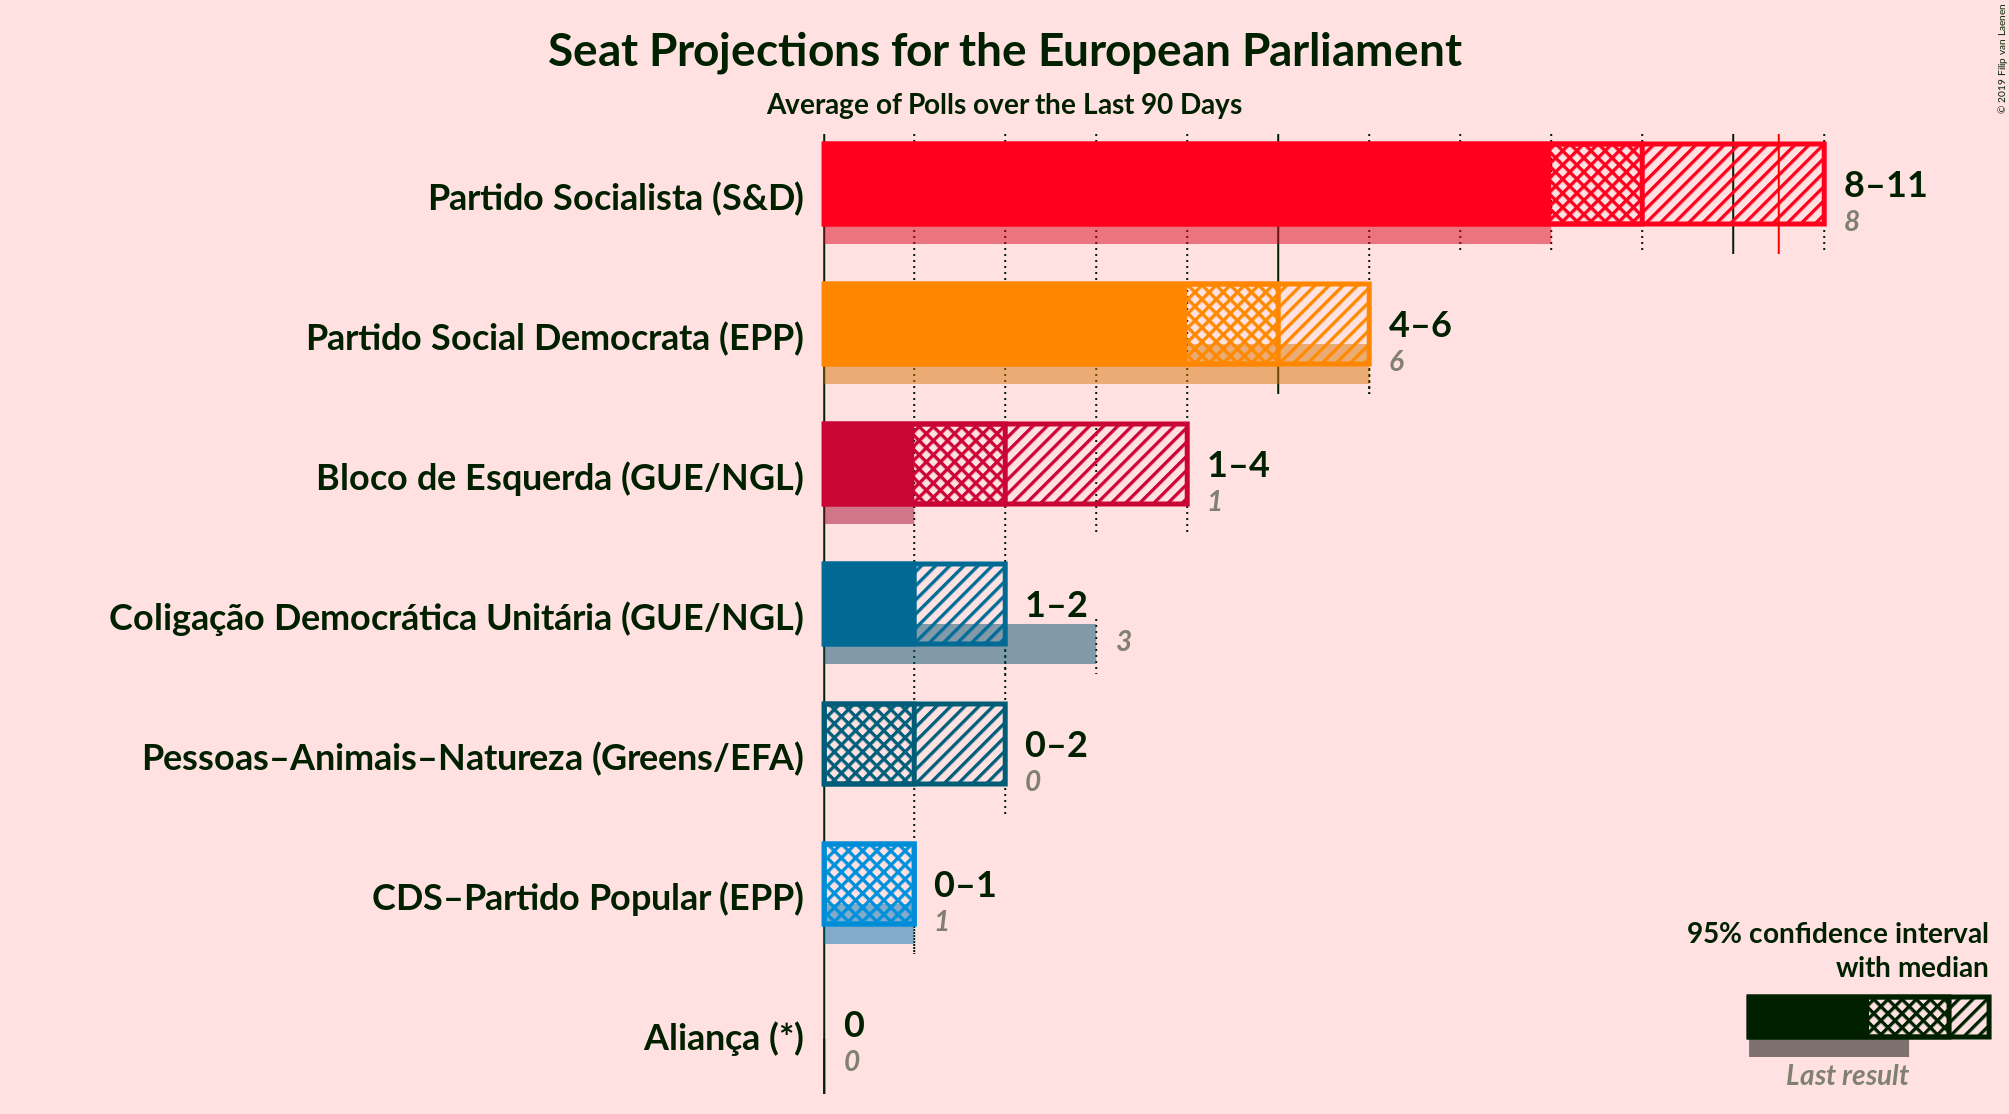 Seat Projections for the European Parliament
Average of Polls over the Last 90 Days
© 2019 Filip van Laenen
Partido Socialista (S&D)
8–11
8
Partido Social Democrata (EPP)
4–6
6
Bloco de Esquerda (GUE/NGL)
1–4
1
Coligação Democrática Unitária (GUE/NGL)
1–2
3
Pessoas–Animais–Natureza (Greens/EFA)
0–2
0
CDS–Partido Popular (EPP)
0–1
1
Aliança (*)
0
0
95% confidence interval
with median
Last result